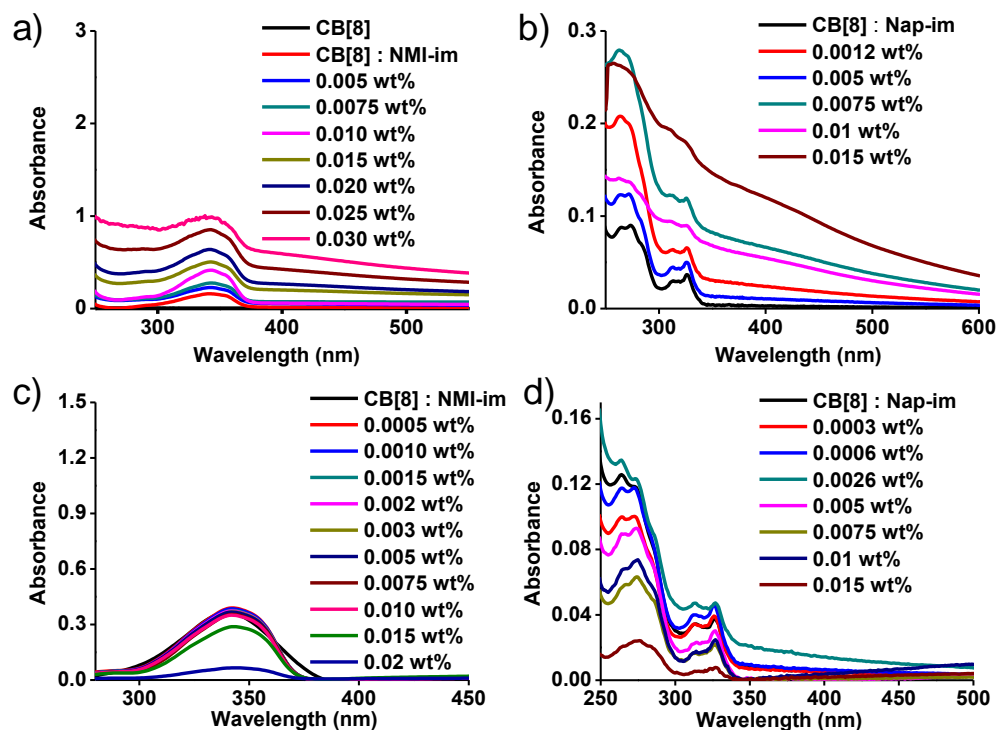 a)
CB[8]
CB[8] : NMI-im
0.005 wt%
0.0075 wt%
0.010 wt%
0.015 wt%
0.020 wt%
0.025 wt%
0.030 wt%
Absorbance
3
2
1
0
300 400 500
Wavelength (nm)
b)
CB[8] : Nap-im
0.0012 wt%
0.005 wt%
0.0075 wt%
0.01 wt%
0.015 wt%
Absorbance
0.3
0.2
0.1
0.0
300 400 500 600
Wavelength (nm)
c)
CB[8] : NMI-im
0.0005 wt%
0.0010 wt%
0.0015 wt%
0.002 wt%
0.003 wt%
0.005 wt%
0.0075 wt%
0.010 wt%
0.015 wt%
0.02 wt%
Absorbance
1.5
1.2
0.9
0.6
0.3
0.0
300 350 400 450
Wavelength (nm)
d)
CB[8] : Nap-im
0.0003 wt%
0.0006 wt%
0.0026 wt%
0.005 wt%
0.0075 wt%
0.01 wt%
0.015 wt%
Absorbance
0.16
0.12
0.08
0.04
0.00
250 300 350 400 450 500
Wavelength (nm)